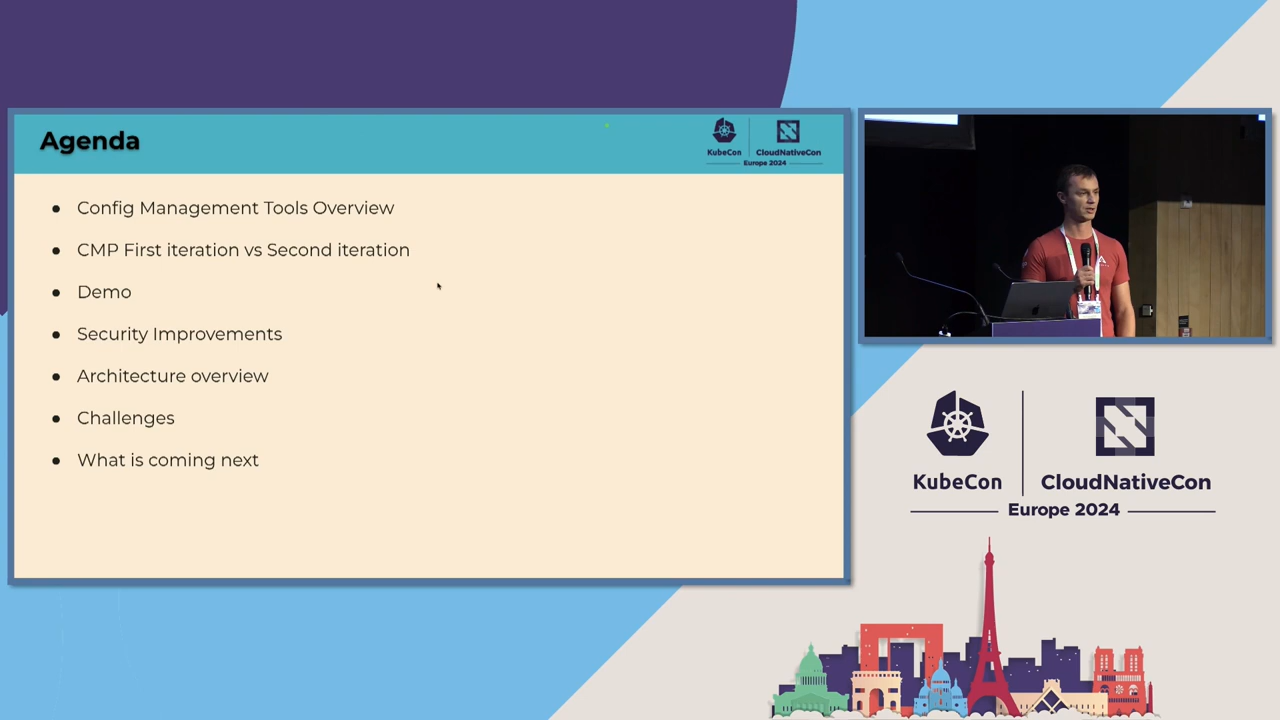 Agenda
KubeCon
CloudNativeCon
Europe 2024
Config Management Tools Overview
CMP First iteration vs Second iteration
Demo
Security Improvements
Architecture overview
Challenges
What is coming next
KubeCon
CloudNativeCon
Europe 2024